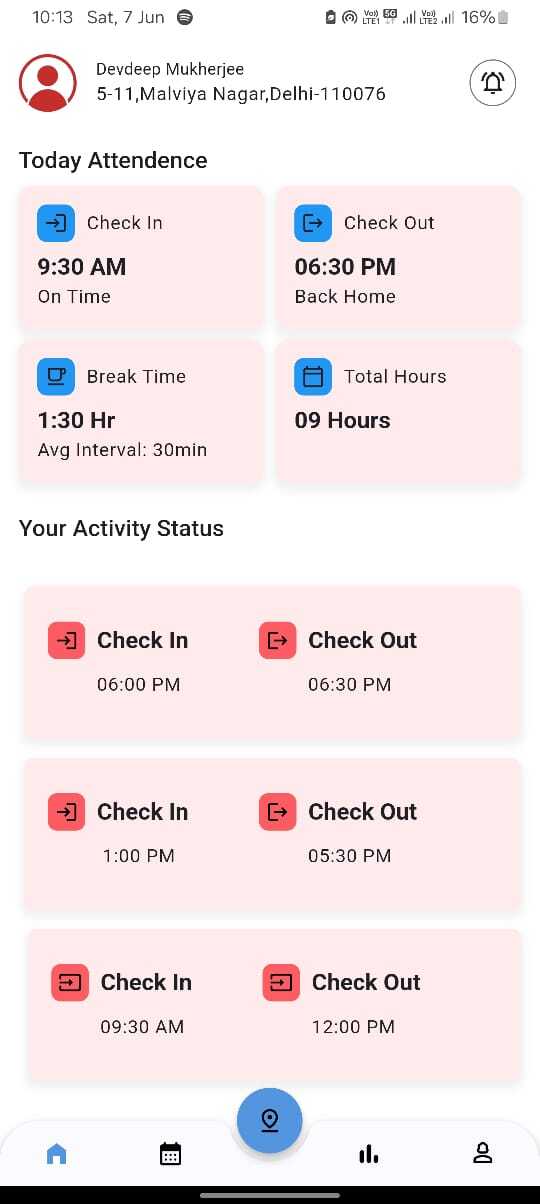 10:13 Sat, 7 Jun Vo)) LTE1 5G Vo)) LTE2 16%
Devdeep Mukherjee
5-11,Malviya Nagar,Delhi-110076
Today Attendence
Check In
9:30 AM
On Time
Check Out
06:30 PM
Back Home
Break Time
1:30 Hr
Avg Interval: 30min
Total Hours
09 Hours
Your Activity Status
Check In Check Out
06:00 PM 06:30 PM
Check In Check Out
1:00 PM 05:30 PM
Check In Check Out
09:30 AM 12:00 PM